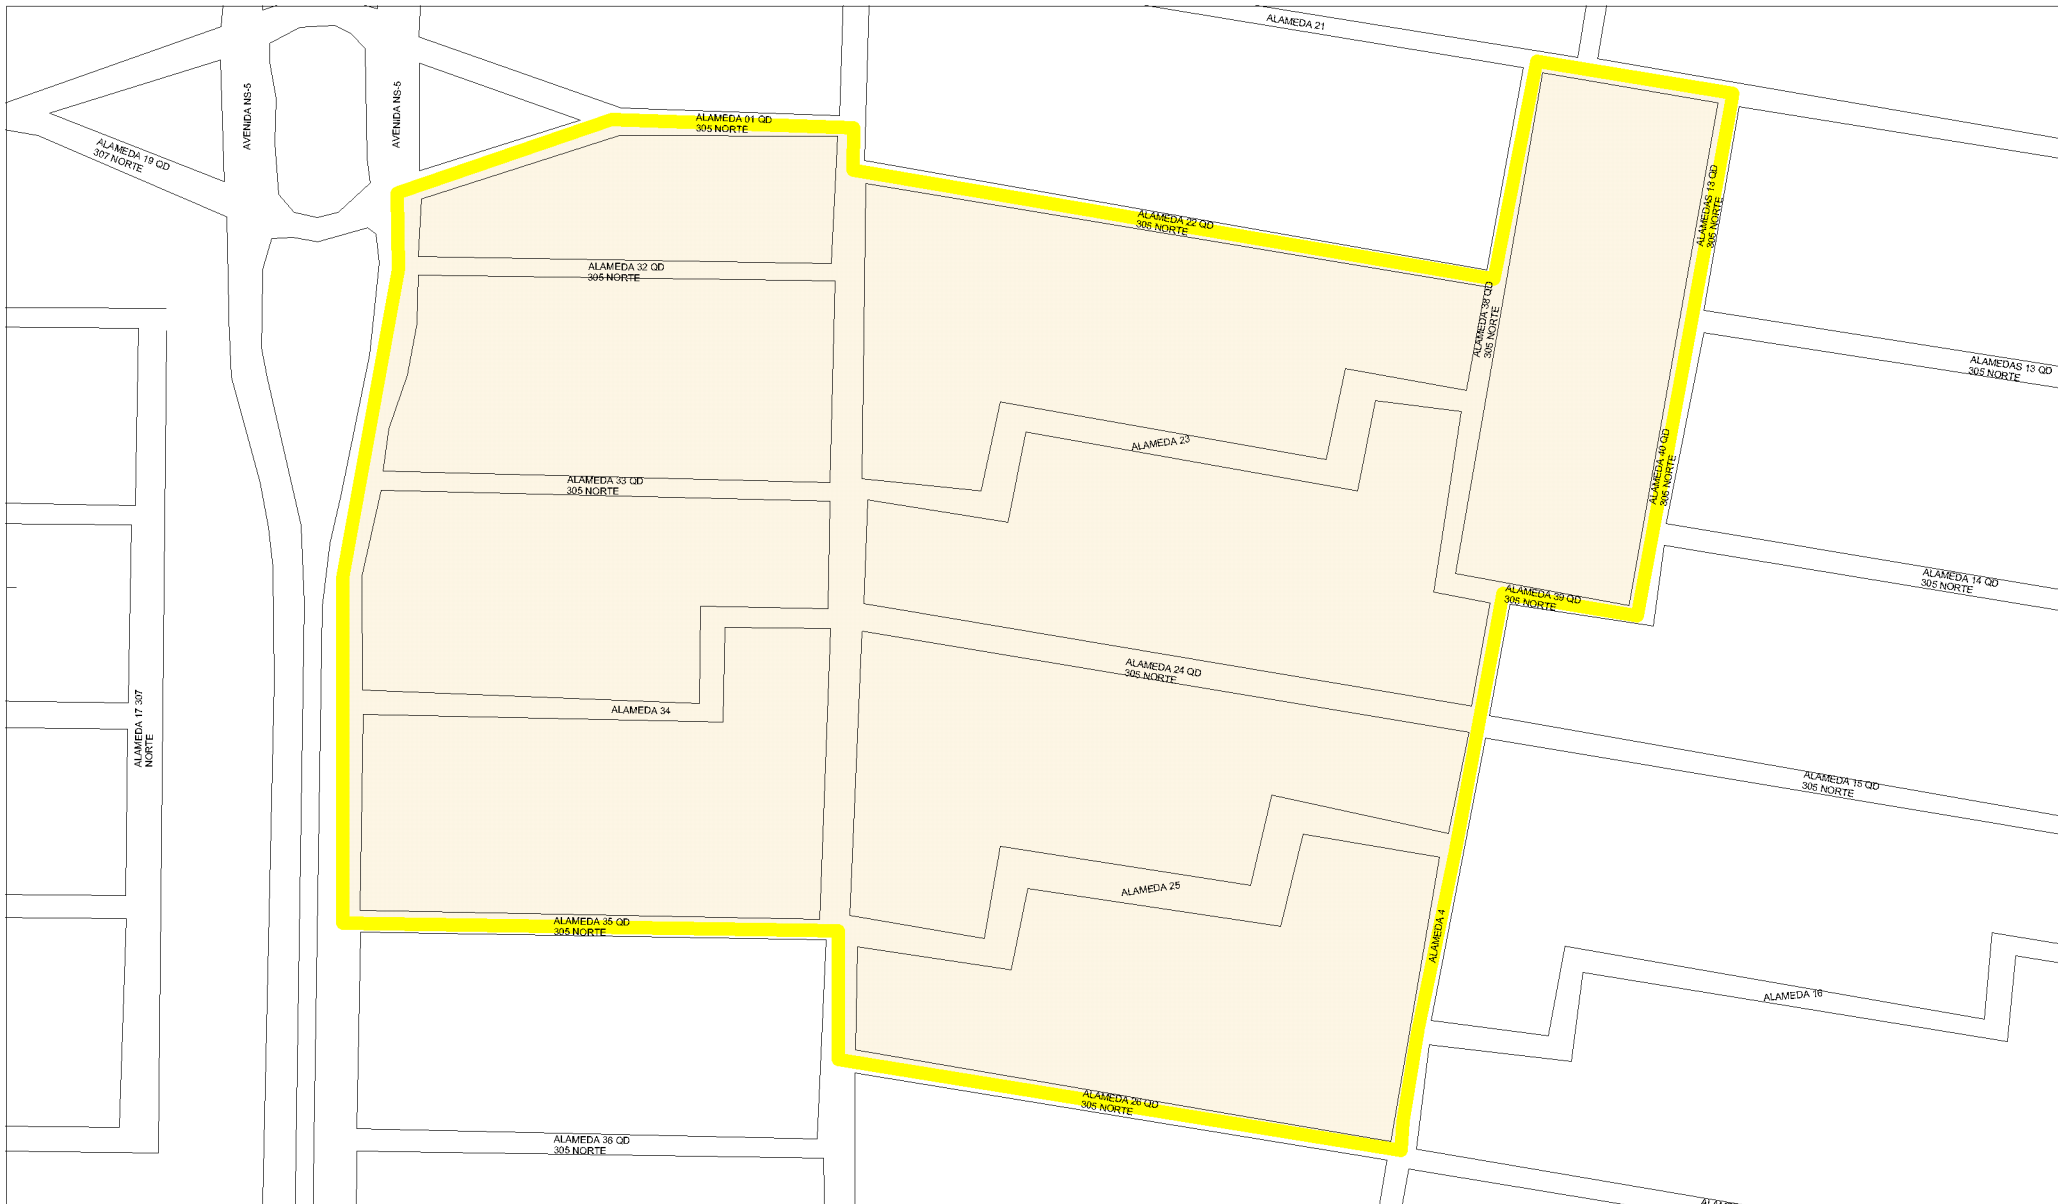 ALAMEDA 21
AVENIDA NS-5
AVENIDA NS-5
ALAMEDA 01 QD
305 NORTE
ALAMEDA 19 QD
307 NORTE
ALAMEDAS 13 QD
305 NORTE
ALAMEDA 22 QD
305 NORTE
ALAMEDA 32 QD
305 NORTE
ALAMEDA 38 QD
305 NORTE
ALAMEDAS 13 QD
305 NORTE
ALAMEDA 23
ALAMEDA 40 QD
305 NORTE
ALAMEDA 33 QD
305 NORTE
ALAMEDA 14 QD
305 NORTE
ALAMEDA 39 QD
305 NORTE
ALAMEDA 24 QD
305 NORTE
ALAMEDA 34
ALAMEDA 17 307
NORTE
ALAMEDA 15 QD
305 NORTE
ALAMEDA 25
ALAMEDA 35 QD
305 NORTE
ALAMEDA 4
ALAMEDA 16
ALAMEDA 26 QD
305 NORTE
ALAMEDA 36 QD
305 NORTE